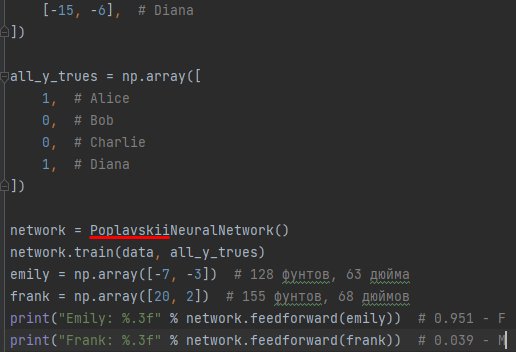 [-15, -6],  # Diana
])
all_y_trues = np.array([
1,  # Alice
0,  # Bob
0,  # Charlie
1,  # Diana
])
network = PoplavskiiNeuralNetwork()
network.train(data, all_y_trues)
emily = np.array([-7, -3])  # 128 фунтов, 63 дюйма
frank = np.array([20, 2])  # 155 фунтов, 68 дюймов
print("Emily: %.3f" % network.feedforward(emily))  # 0.951 - F
print("Frank: %.3f" % network.feedforward(frank))  # 0.039 - M